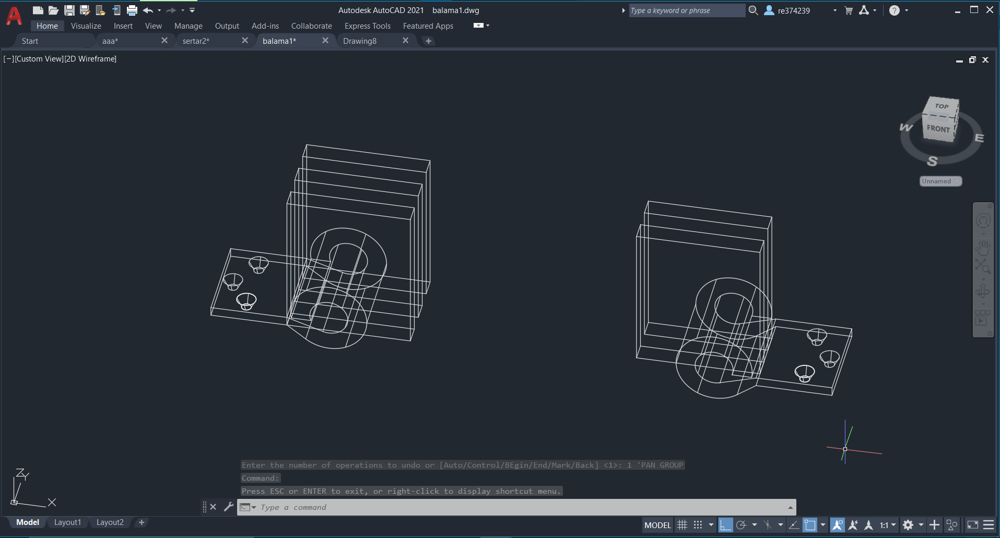 Autodesk AutoCAD 2021 balama1.dwg
Type a keyword or phrase
re374239
Home Visualize Insert View Manage Output Add-ins Collaborate Express Tools Featured Apps
Start aaa* sertar2* balama1* Drawing8
[−][Custom View][2D Wireframe]
TOP
FRONT
W
E
S
Unnamed
Enter the number of operations to undo or [Auto/Control/BEgin/End/Mark/Back] <1>: 1 'PAN GROUP
Command:
Press ESC or ENTER to exit, or right-click to display shortcut menu.
Type a command
Z
Y
X
Model Layout1 Layout2
MODEL 1:1